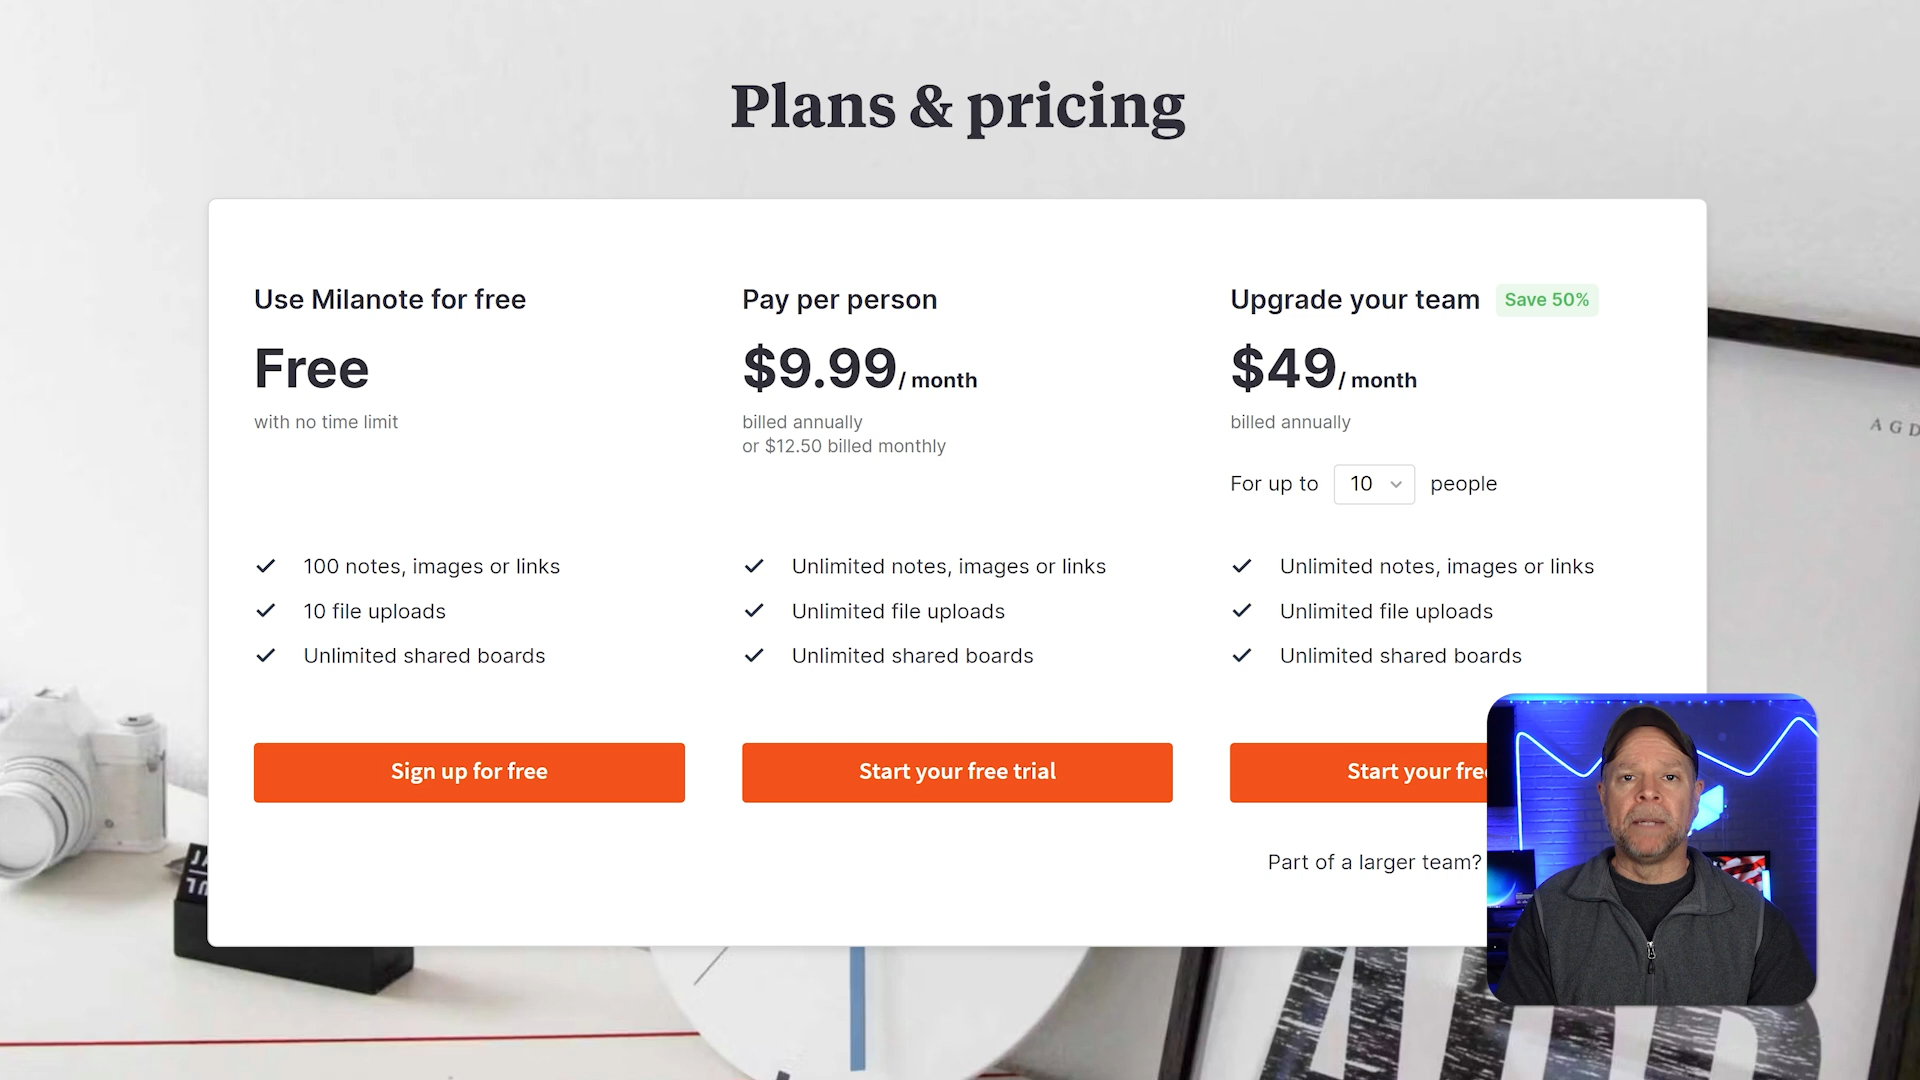 Plans & pricing
Use Milanote for free
Free
with no time limit
100 notes, images or links
10 file uploads
Unlimited shared boards
Sign up for free
Pay per person
$9.99/ month
billed annually
or $12.50 billed monthly
Unlimited notes, images or links
Unlimited file uploads
Unlimited shared boards
Start your free trial
Upgrade your team Save 50%
$49/ month
billed annually
For up to 10 people
Unlimited notes, images or links
Unlimited file uploads
Unlimited shared boards
Start your
Part of a larger team?
AGD